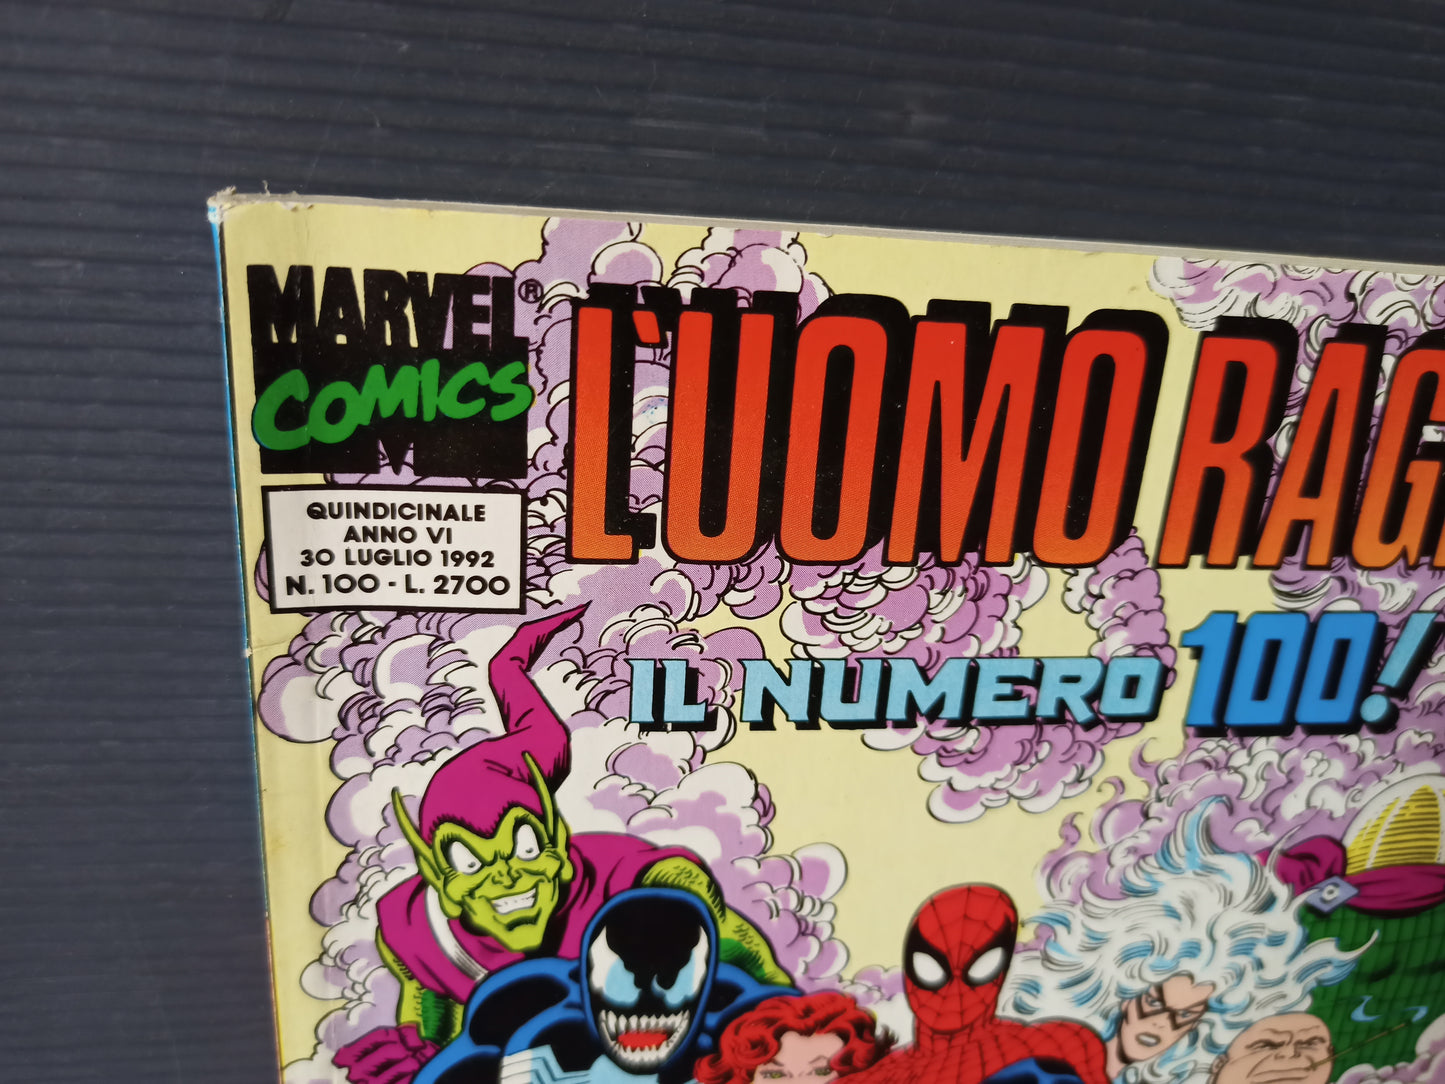 MARVEL®
COMICS
QUINDICINALE
ANNO VI
30 LUGLIO 1992
N. 100 - L. 2700
L'UOMO RAG
IL NUMERO 100!